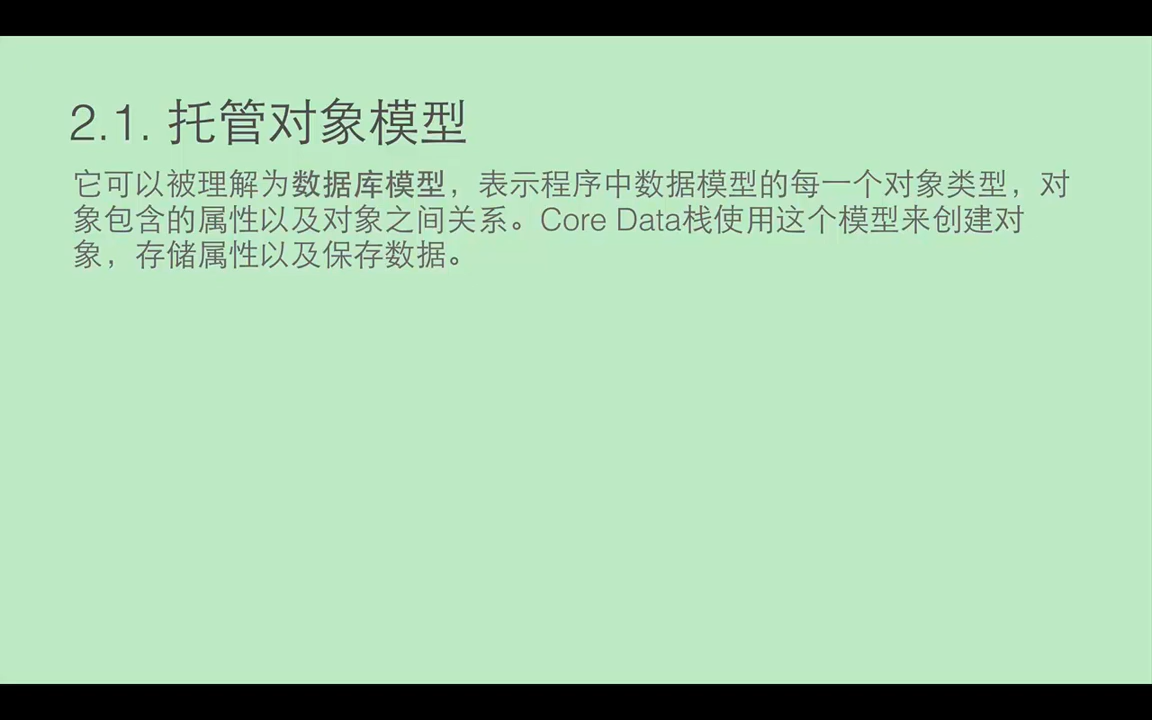 2.1. 托管对象模型
它可以被理解为数据库模型，表示程序中数据模型的每一个对象类型，对
象包含的属性以及对象之间关系。Core Data栈使用这个模型来创建对
象，存储属性以及保存数据。